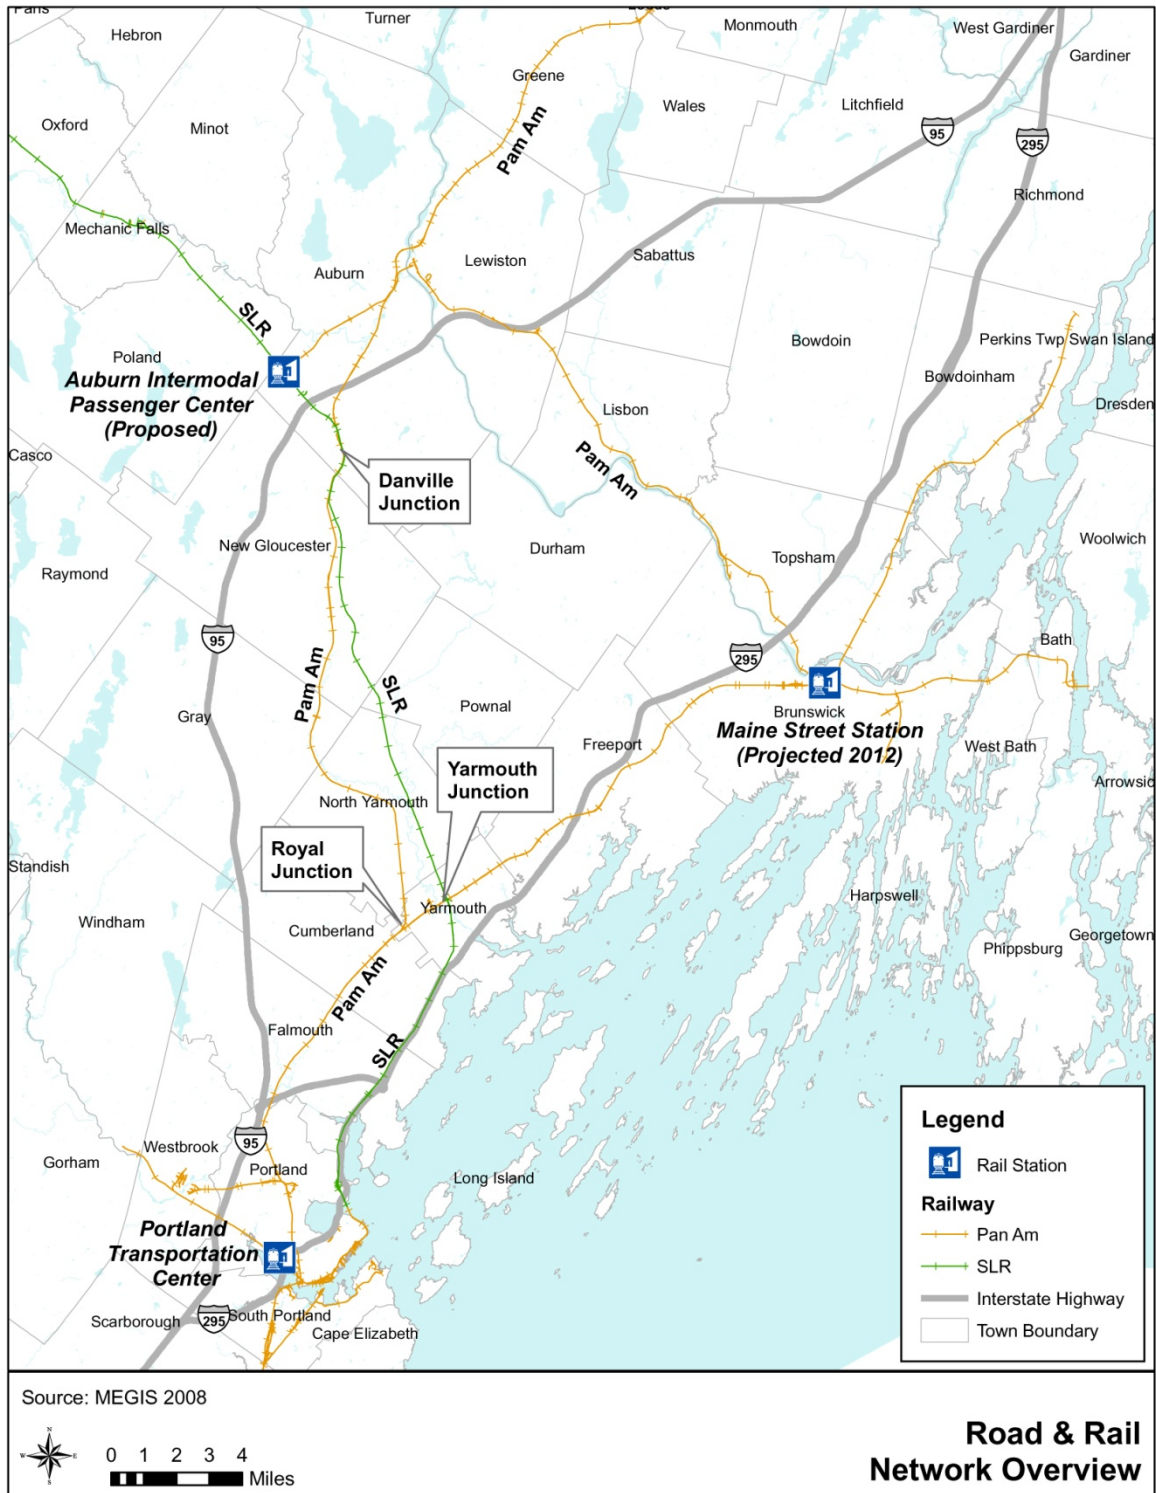 Turner
Monmouth
West Gardiner
Hebron
Gardiner
Greene
Litchfield
Wales
Oxford
Minot
95
295
Pam Am
Richmond
Mechanic Falls
Sabattus
Lewiston
Auburn
SLR
Perkins Twp Swan Island
Bowdoin
Poland
Bowdoinham
Auburn Intermodal
Passenger Center
(Proposed)
Dresden
Lisbon
Casco
Pam Am
Danville
Junction
Woolwich
New Gloucester
Durham
Topsham
Raymond
95
Bath
295
Pam Am
SLR
Pownal
Gray
Brunswick
Maine Street Station
(Projected 2012)
Freeport
West Bath
Yarmouth
Junction
Arrowsic
North Yarmouth
Royal
Junction
Standish
Harpswell
Yarmouth
Windham
Cumberland
Georgetown
Phippsburg
Pam Am
Falmouth
SLR
95
Westbrook
Gorham
Portland
Long Island
Portland
Transportation
Center
Scarborough
295
South Portland
Cape Elizabeth
Legend
Rail Station
Railway
Pan Am
SLR
Interstate Highway
Town Boundary
Source: MEGIS 2008
N
W
E
S
0 1 2 3 4
Miles
Road & Rail
Network Overview